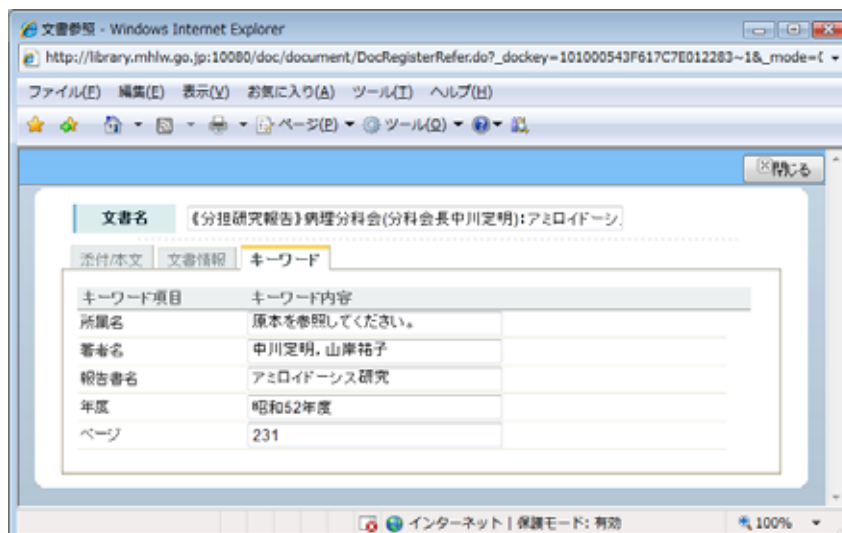 文書参照 - Windows Internet Explorer
http://library.mhlw.go.jp:10080/doc/document/DocRegisterRefer.do?_dockey=101000543F617C7E012283~1&_mode=(
ファイル(F) 編集(E) 表示(V) お気に入り(A) ツール(T) ヘルプ(H)
ページ(P) ツール(O)
閉じる
文書名 《分担研究報告》病理分科会(分科会長中川定明):アミロイドーシ
添付/本文 文書情報 キーワード
キーワード項目 キーワード内容
所属名 原本を参照してください。
著者名 中川定明，山岸祐子
報告書名 アミロイドーシス研究
年度 昭和52年度
ページ 231
インターネット | 保護モード: 有効 100%